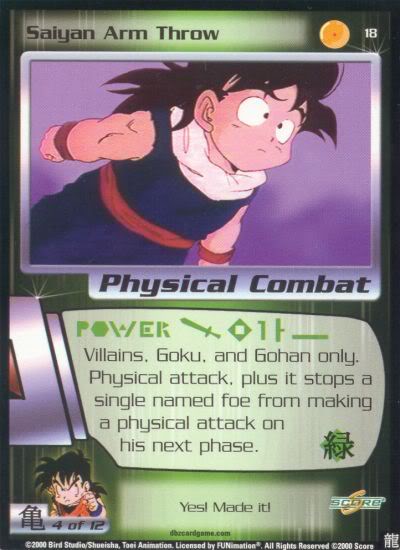 Saiyan Arm Throw
18
Physical Combat
POWER
Villains, Goku, and Gohan only.
Physical attack, plus it stops a
single named foe from making
a physical attack on
his next phase.
緑
亀
4 of 12
Yes! Made it!
SCORE
dbzcardgame.com
©2000 Bird Studio/Shueisha, Toei Animation. Licensed by FUNimation®. All Rights Reserved ©2000 Score
龍